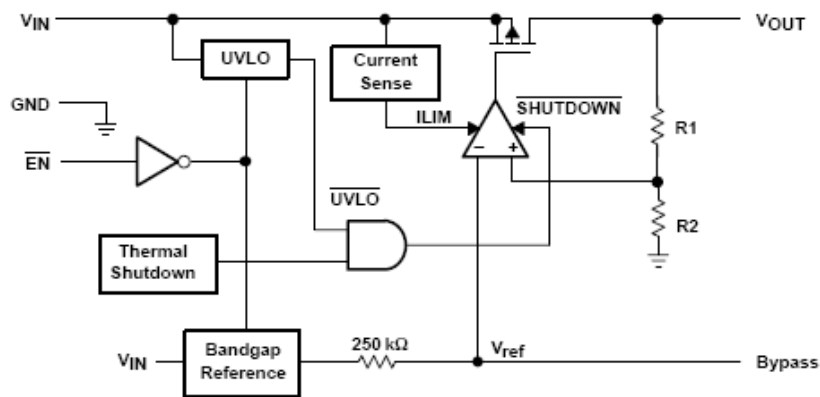 VIN
VOUT
UVLO
Current
Sense
GND
SHUTDOWN
ILIM
R1
EN
− +
UVLO
R2
Thermal
Shutdown
250 kΩ
VIN
Bandgap
Reference
Vref
Bypass